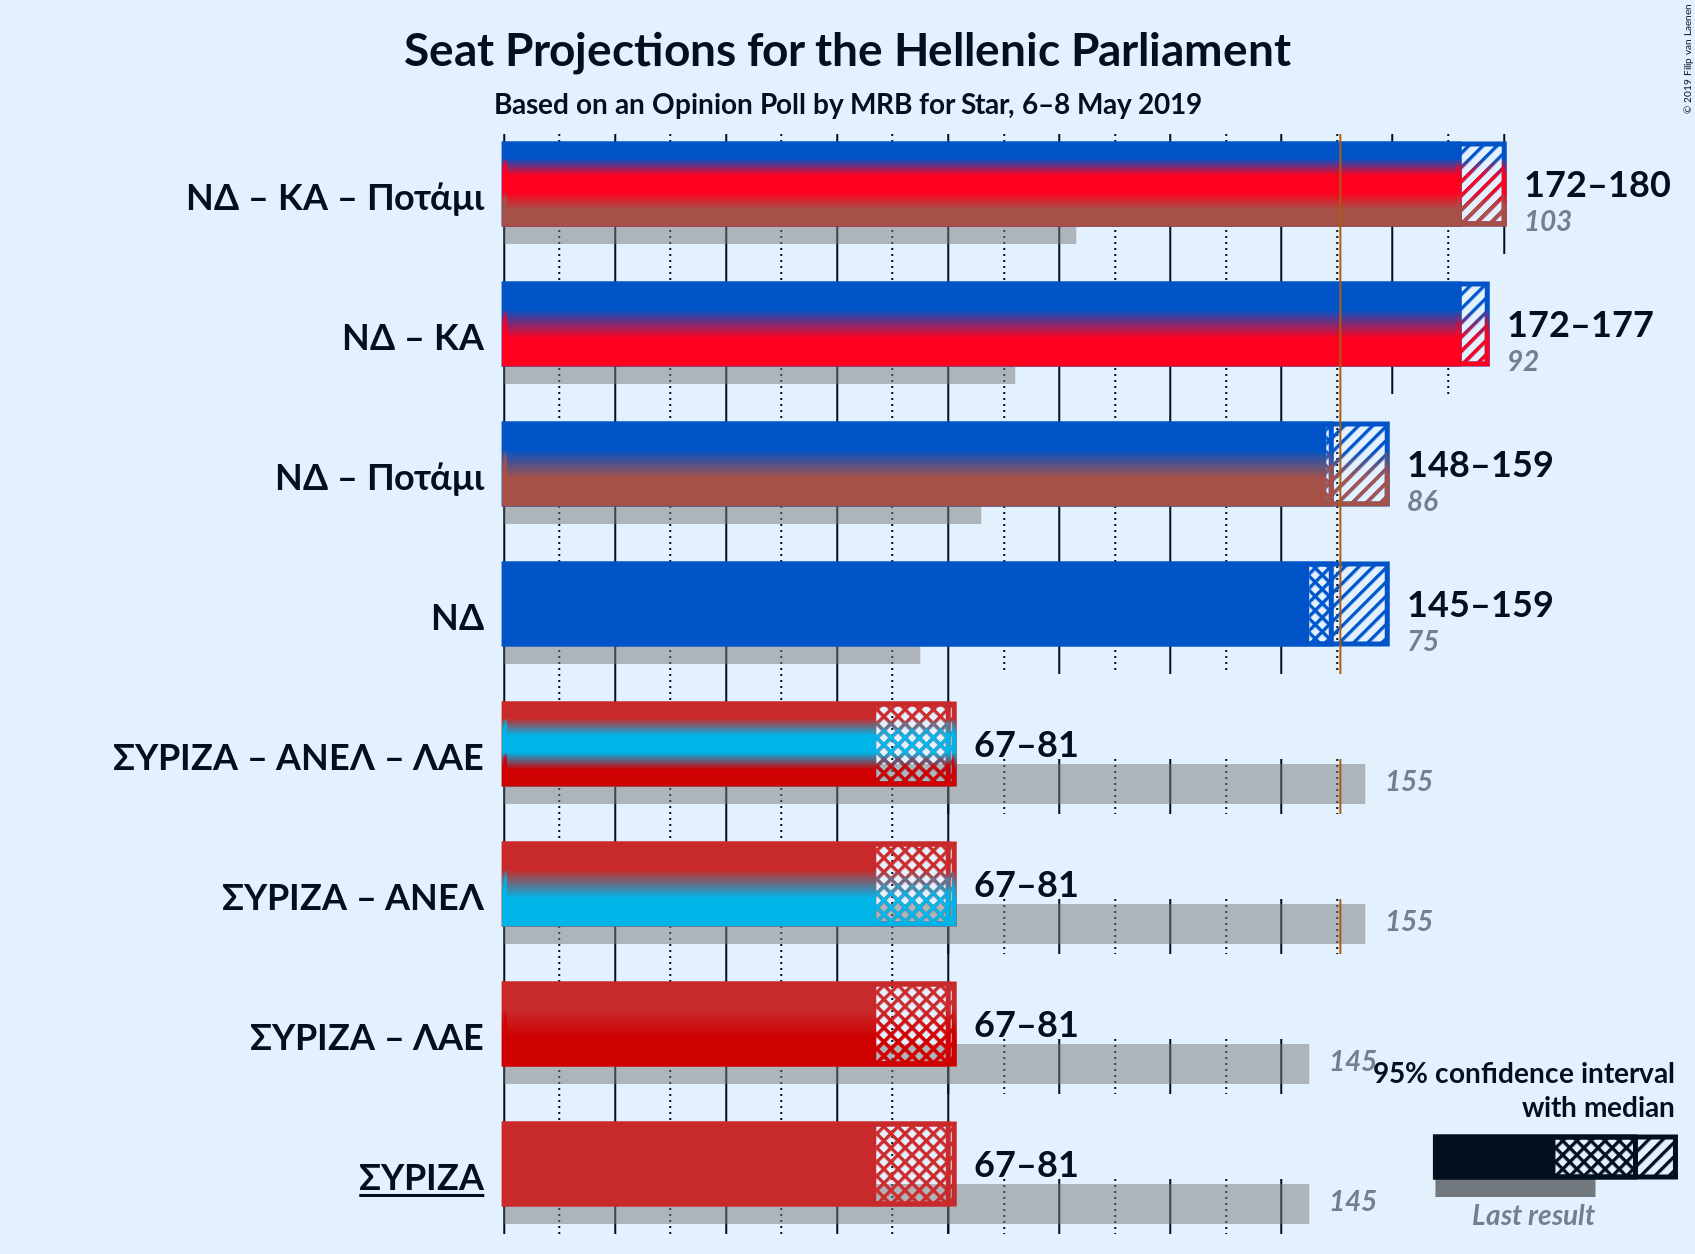 Seat Projections for the Hellenic Parliament
Based on an Opinion Poll by MRB for Star, 6–8 May 2019
© 2019 Filip van Laenen
ΝΔ – ΚΑ – Ποτάμι
172–180
103
ΝΔ – ΚΑ
172–177
92
ΝΔ – Ποτάμι
148–159
86
ΝΔ
145–159
75
ΣΥΡΙΖΑ – ΑΝΕΛ – ΛΑΕ
67–81
155
ΣΥΡΙΖΑ – ΑΝΕΛ
67–81
155
ΣΥΡΙΖΑ – ΛΑΕ
67–81
145
ΣΥΡΙΖΑ
67–81
145
95% confidence interval
with median
Last result